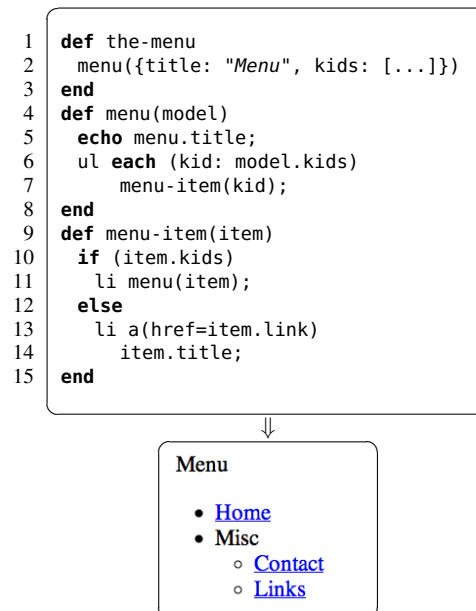 1 def the-menu
2 menu({title: "Menu", kids: [...]})
3 end
4 def menu(model)
5 echo menu.title;
6 ul each (kid: model.kids)
7 menu-item(kid);
8 end
9 def menu-item(item)
10 if (item.kids)
11 li menu(item);
12 else
13 li a(href=item.link)
14 item.title;
15 end
⇓
Menu
• Home
• Misc
◦ Contact
◦ Links